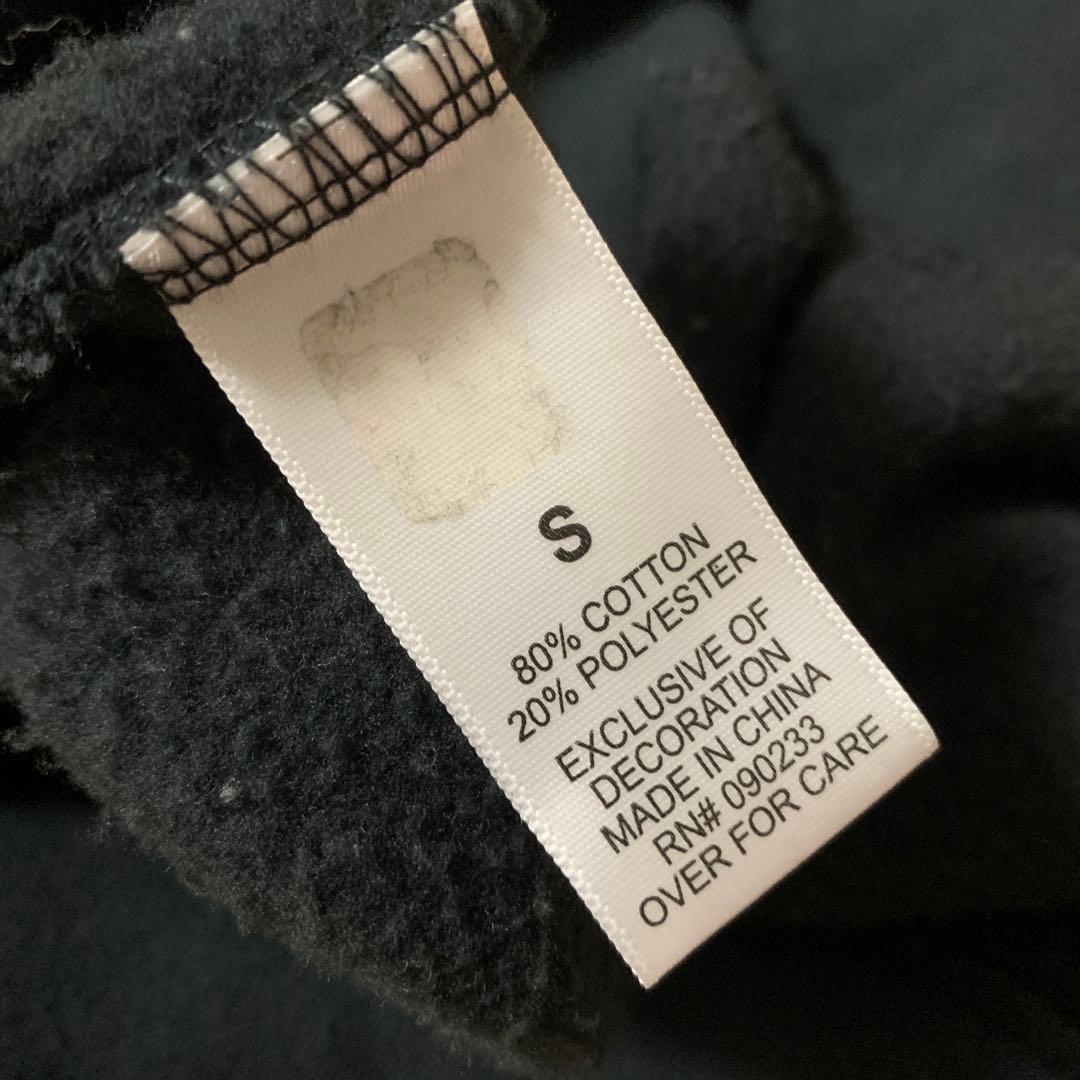 S
80% COTTON
20% POLYESTER
EXCLUSIVE OF
DECORATION
MADE IN CHINA
RN# 090233
OVER FOR CARE